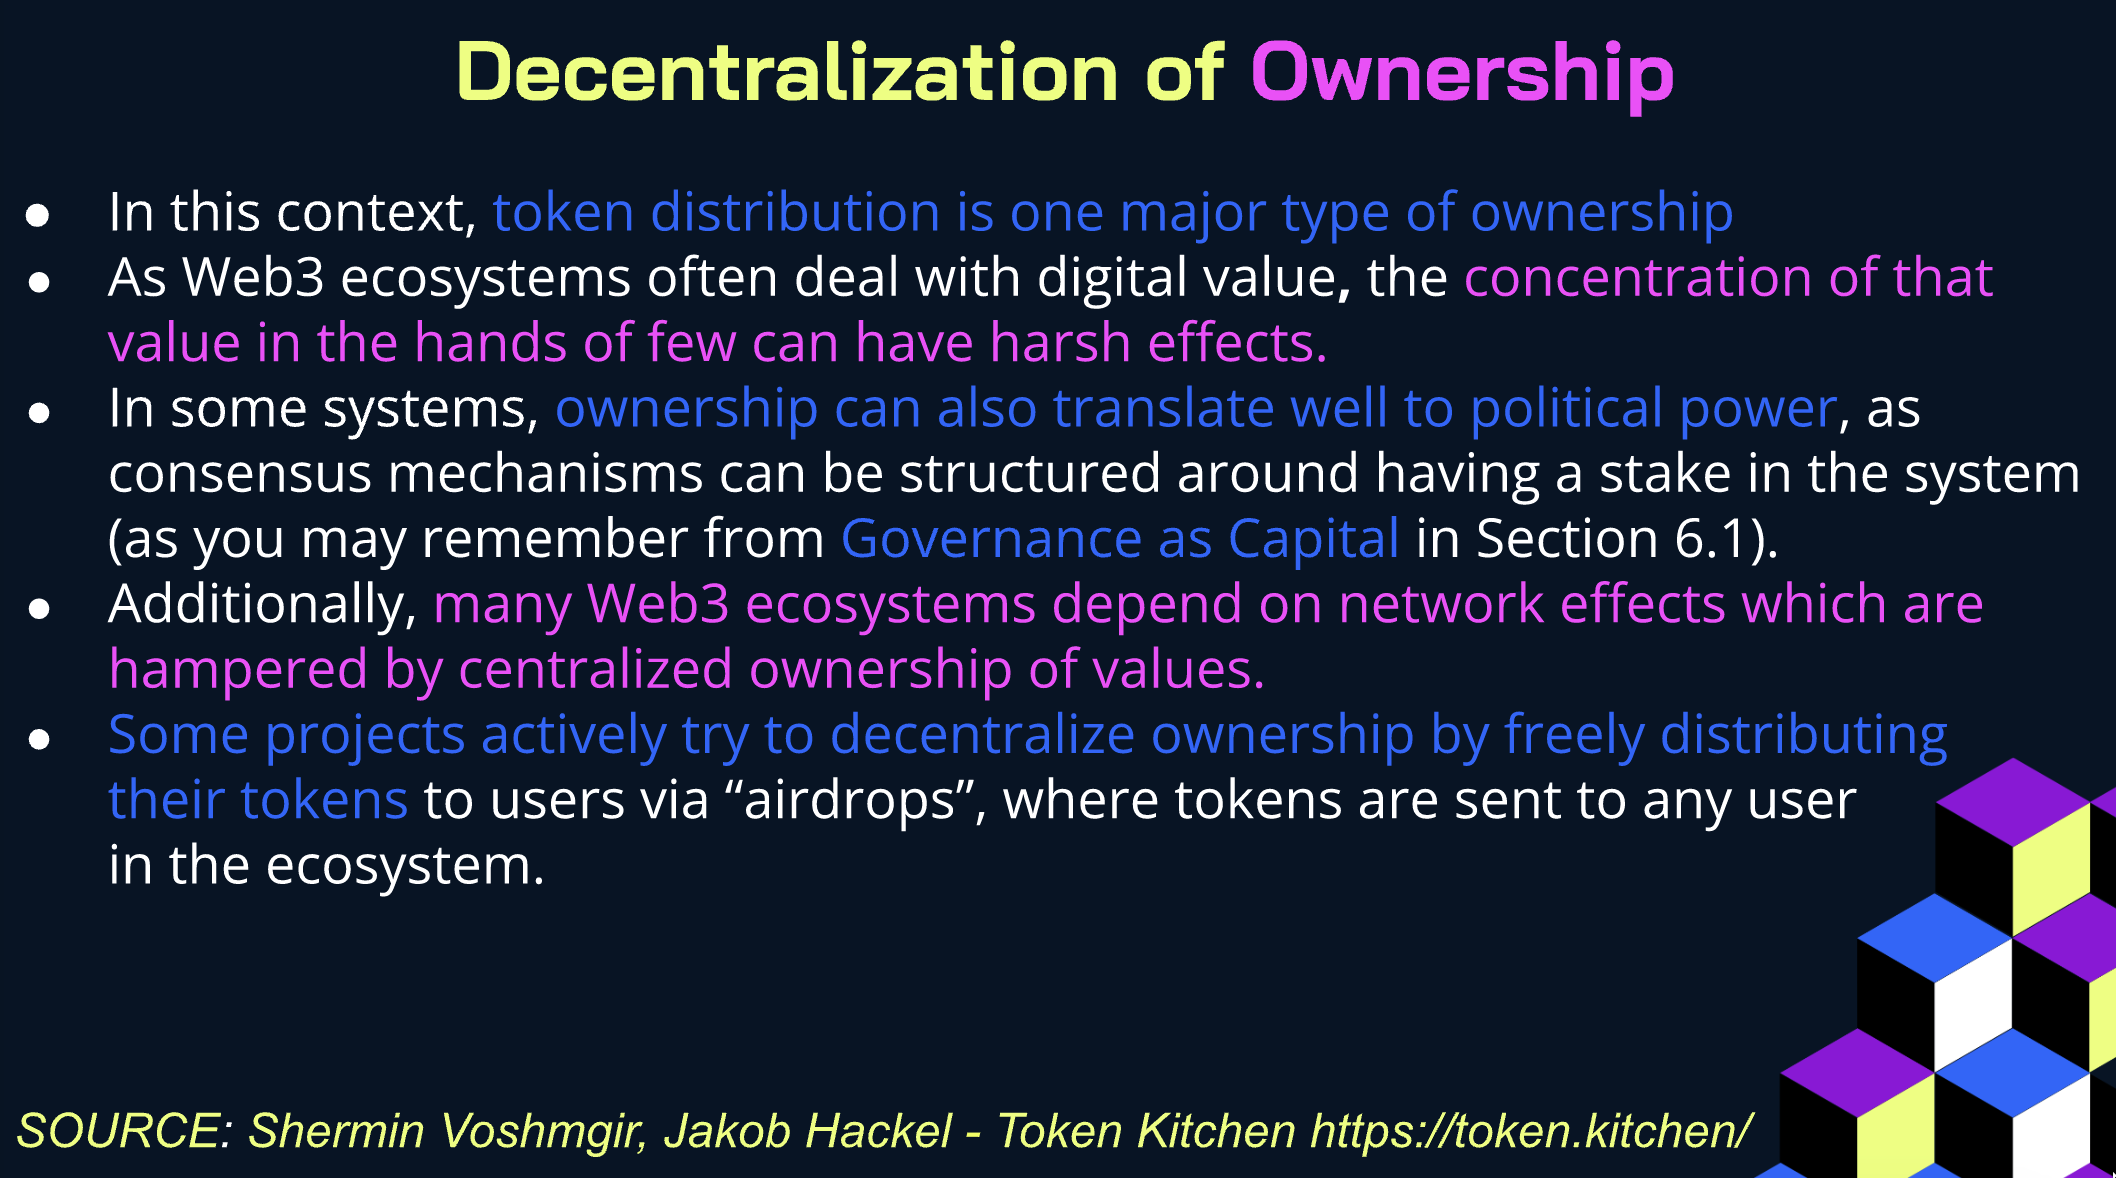 Decentralization of Ownership
● In this context, token distribution is one major type of ownership
● As Web3 ecosystems often deal with digital value, the concentration of that
value in the hands of few can have harsh effects.
● In some systems, ownership can also translate well to political power, as
consensus mechanisms can be structured around having a stake in the system
(as you may remember from Governance as Capital in Section 6.1).
● Additionally, many Web3 ecosystems depend on network effects which are
hampered by centralized ownership of values.
● Some projects actively try to decentralize ownership by freely distributing
their tokens to users via “airdrops”, where tokens are sent to any user
in the ecosystem.
SOURCE: Shermin Voshmgir, Jakob Hackel - Token Kitchen https://token.kitchen/